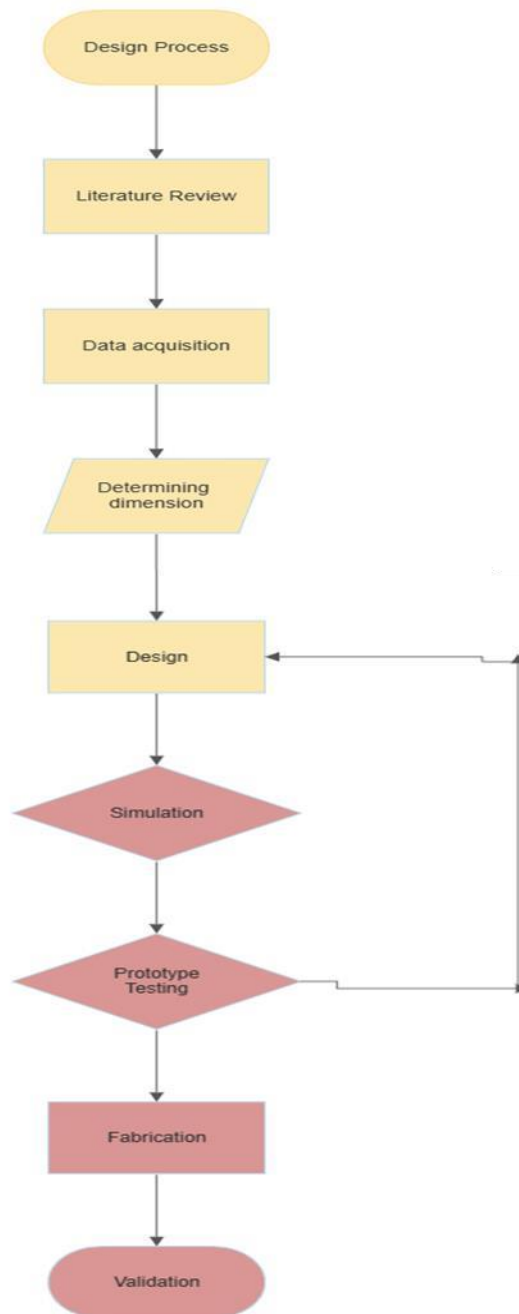 Design Process
Literature Review
Data acquisition
Determining
dimension
Design
Simulation
Prototype
Testing
Fabrication
Validation